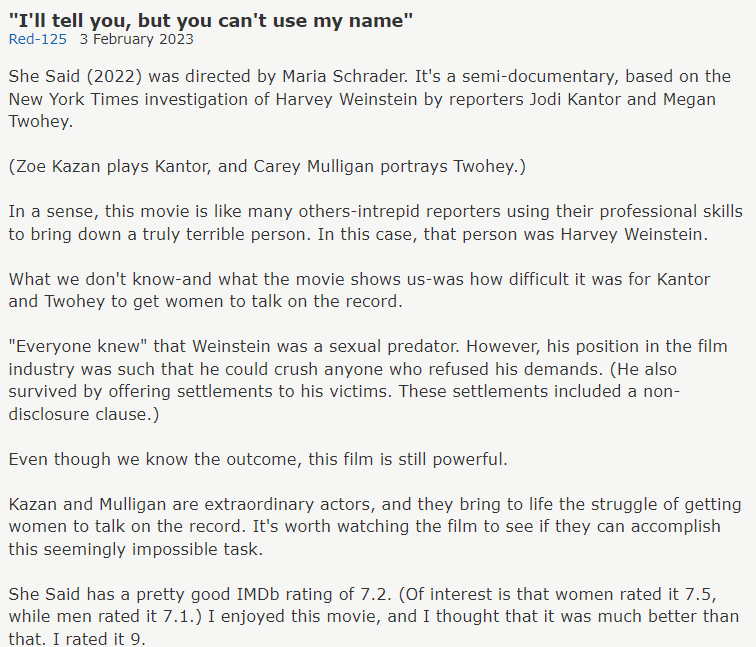 "I'll tell you, but you can't use my name"
Red-125 3 February 2023
She Said (2022) was directed by Maria Schrader. It's a semi-documentary, based on the
New York Times investigation of Harvey Weinstein by reporters Jodi Kantor and Megan
Twohey.
(Zoe Kazan plays Kantor, and Carey Mulligan portrays Twohey.)
In a sense, this movie is like many others-intrepid reporters using their professional skills
to bring down a truly terrible person. In this case, that person was Harvey Weinstein.
What we don't know-and what the movie shows us-was how difficult it was for Kantor
and Twohey to get women to talk on the record.
"Everyone knew" that Weinstein was a sexual predator. However, his position in the film
industry was such that he could crush anyone who refused his demands. (He also
survived by offering settlements to his victims. These settlements included a non-
disclosure clause.)
Even though we know the outcome, this film is still powerful.
Kazan and Mulligan are extraordinary actors, and they bring to life the struggle of getting
women to talk on the record. It's worth watching the film to see if they can accomplish
this seemingly impossible task.
She Said has a pretty good IMDb rating of 7.2. (Of interest is that women rated it 7.5,
while men rated it 7.1.) I enjoyed this movie, and I thought that it was much better than
that. I rated it 9.